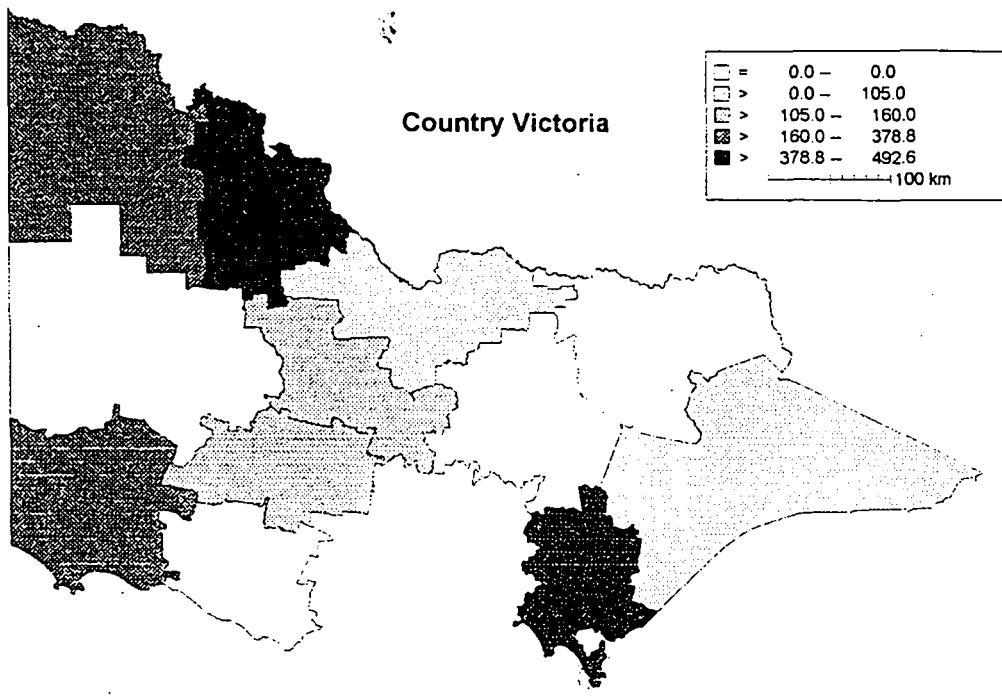 Country Victoria
= 0.0 – 0.0
> 0.0 – 105.0
> 105.0 – 160.0
> 160.0 – 378.8
> 378.8 – 492.6
100 km